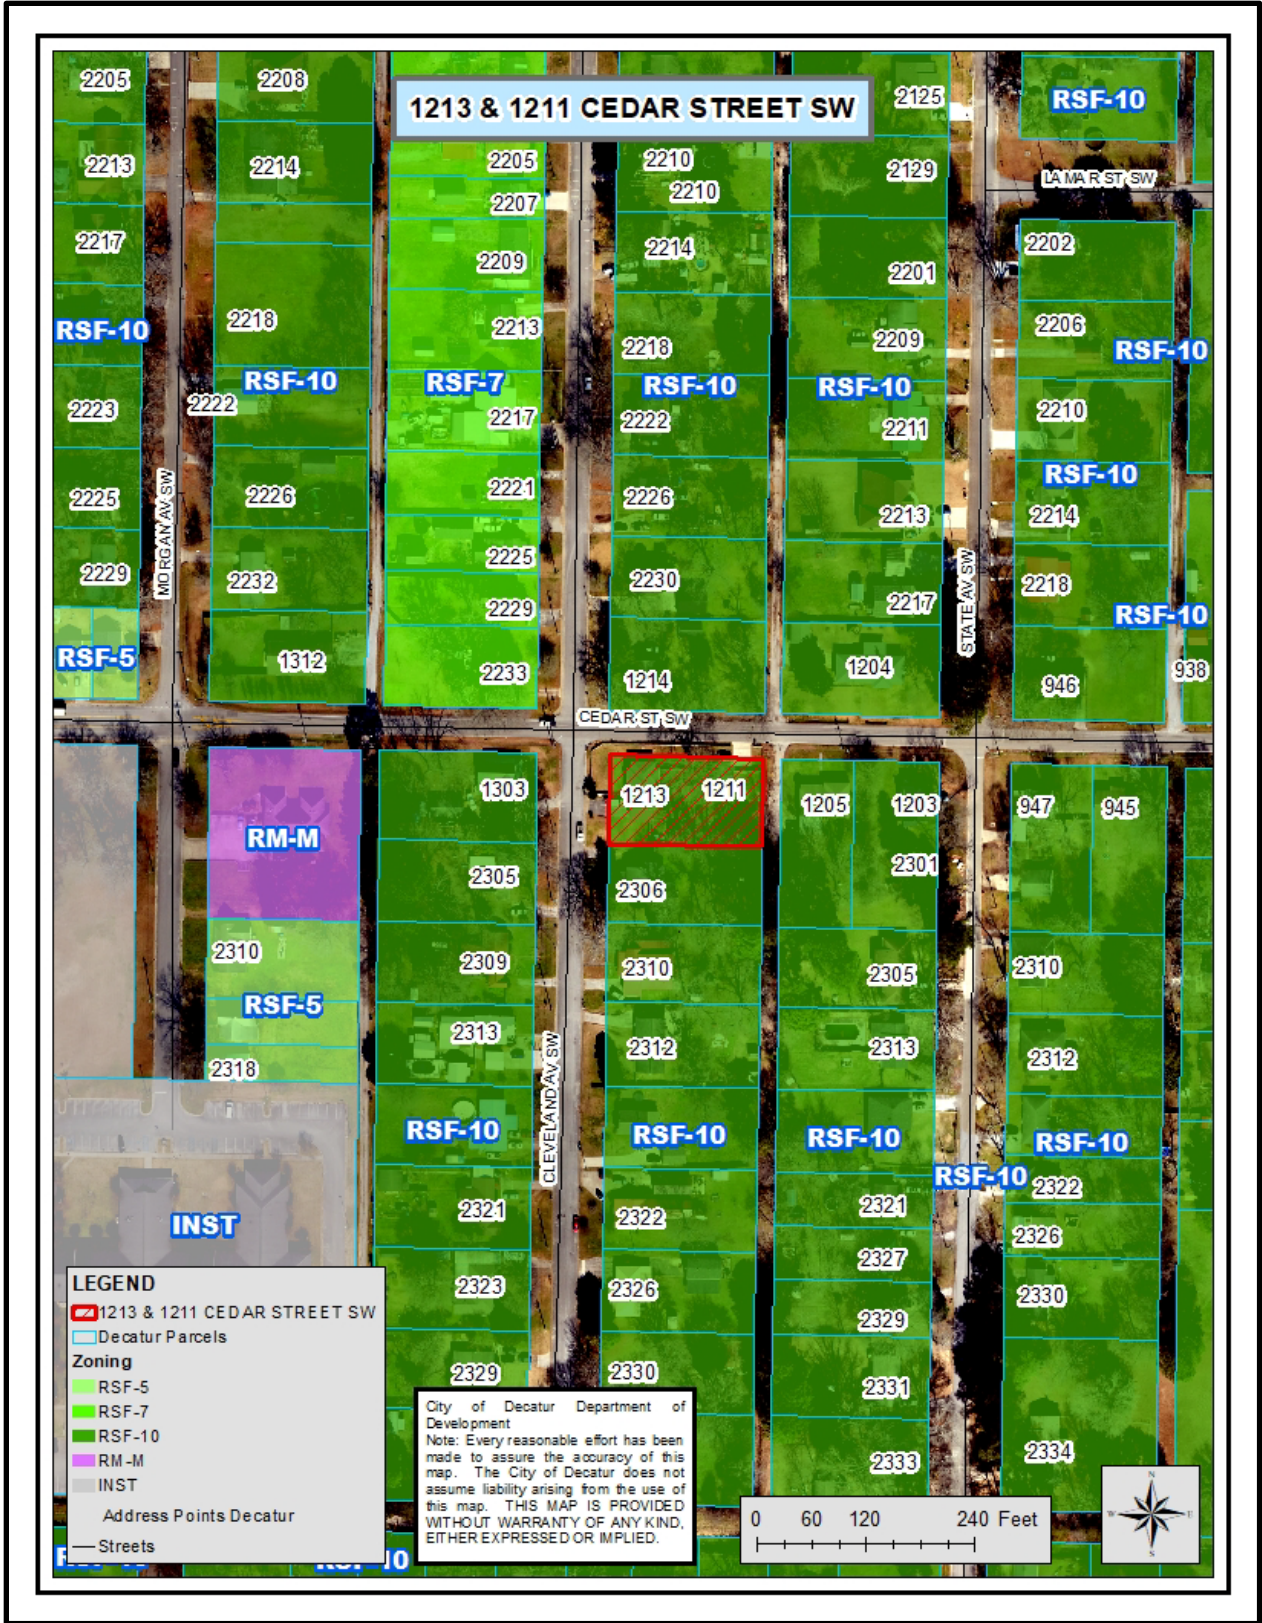 1213 & 1211 CEDAR STREET SW
2205
2208
2125
RSF-10
2213
2214
2205
2210
2129
LAMAR ST SW
2207
2210
2217
2209
2214
2201
2202
RSF-10
2218
2213
2218
2209
2206
RSF-10
RSF-10
RSF-7
RSF-10
RSF-10
2223
2222
2217
2222
2211
2210
RSF-10
2225
2226
2221
2226
2213
2214
MORGAN AV SW
2229
2232
2225
2230
2217
2218
STATE AV SW
2229
RSF-10
RSF-5
1312
2233
1214
1204
946
938
CEDAR ST SW
1303
1213
1211
1205
1203
947
945
RM-M
2305
2306
2301
2310
2309
2310
2305
2310
RSF-5
2313
2312
2313
2312
2318
CLEVELAND AV SW
RSF-10
RSF-10
RSF-10
RSF-10
RSF-10
2322
INST
2321
2322
2321
2326
2327
2323
2326
2330
2329
2329
2330
2331
2333
2334
LEGEND
1213 & 1211 CEDAR STREET SW
Decatur Parcels
Zoning
RSF-5
RSF-7
RSF-10
RM-M
INST
Address Points Decatur
Streets
City of Decatur Department of
Development
Note: Every reasonable effort has been
made to assure the accuracy of this
map. The City of Decatur does not
assume liability arising from the use of
this map. THIS MAP IS PROVIDED
WITHOUT WARRANTY OF ANY KIND,
EITHER EXPRESSED OR IMPLIED.
0 60 120 240 Feet
N
W
E
S